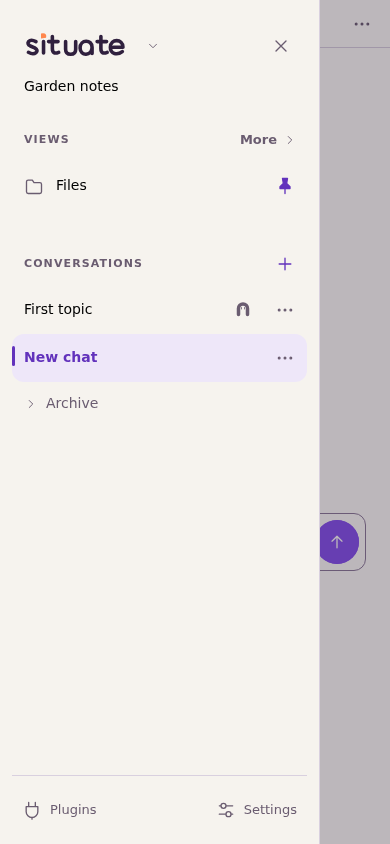 situate
Garden notes
VIEWS
More
Files
CONVERSATIONS
First topic
New chat
Archive
Plugins
Settings